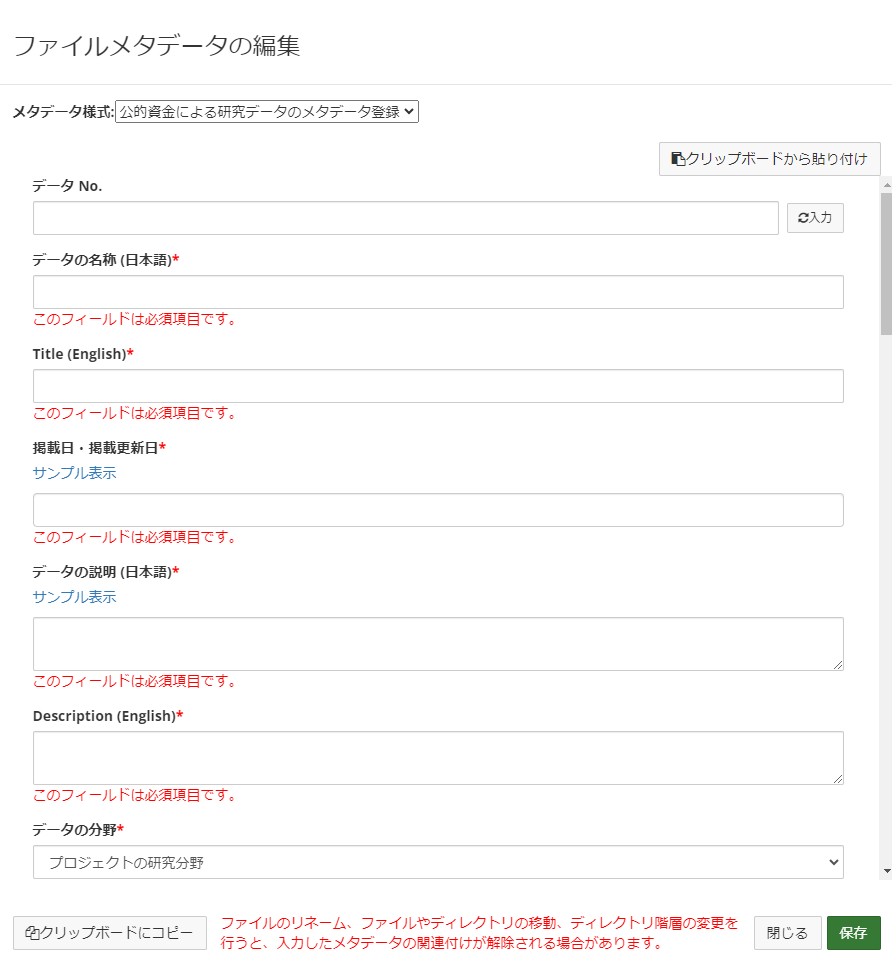 ファイルメタデータの編集
メタデータ様式: 公的資金による研究データのメタデータ登録
クリップボードから貼り付け
データ No.
入力
データの名称 (日本語)*
このフィールドは必須項目です。
Title (English)*
このフィールドは必須項目です。
掲載日・掲載更新日*
サンプル表示
このフィールドは必須項目です。
データの説明 (日本語)*
サンプル表示
このフィールドは必須項目です。
Description (English)*
このフィールドは必須項目です。
データの分野*
プロジェクトの研究分野
クリップボードにコピー
ファイルのリネーム、ファイルやディレクトリの移動、ディレクトリ階層の変更を
行うと、入力したメタデータの関連付けが解除される場合があります。
閉じる
保存